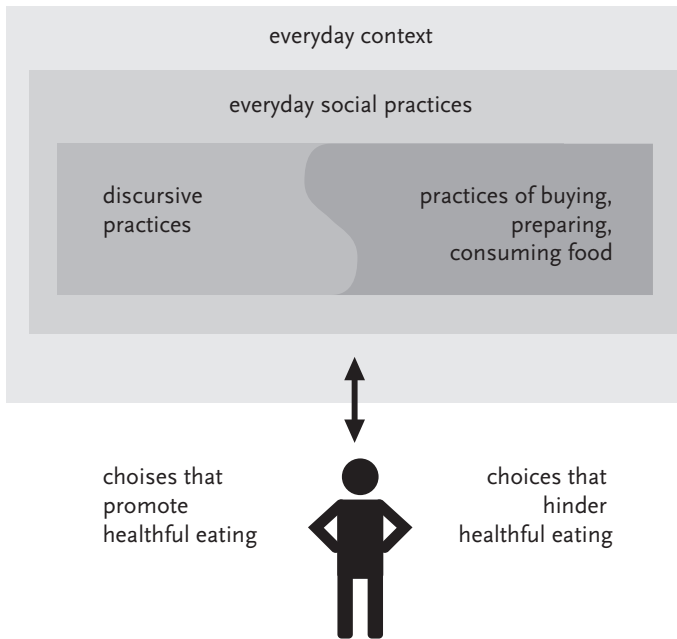 everyday context
everyday social practices
discursive
practices
practices of buying,
preparing,
consuming food
choises that
promote
healthful eating
choices that
hinder
healthful eating